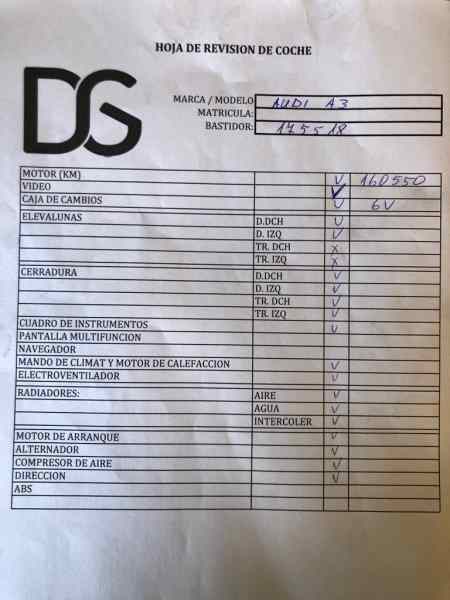 HOJA DE REVISION DE COCHE
DS
MARCA / MODELO AUDI A3
MATRICULA:
BASTIDOR: 175518
MOTOR (KM) V 160550
VIDEO V
CAJA DE CAMBIOS V 6V
ELEVALUNAS D.DCH V
D. IZQ V
TR. DCH X
TR. IZQ X
CERRADURA D.DCH V
D. IZQ V
TR. DCH V
TR. IZQ V
CUADRO DE INSTRUMENTOS V
PANTALLA MULTIFUNCION
NAVEGADOR
MANDO DE CLIMAT Y MOTOR DE CALEFACCION V
ELECTROVENTILADOR V
RADIADORES: AIRE V
AGUA V
INTERCOLER V
MOTOR DE ARRANQUE V
ALTERNADOR V
COMPRESOR DE AIRE V
DIRECCION V
ABS